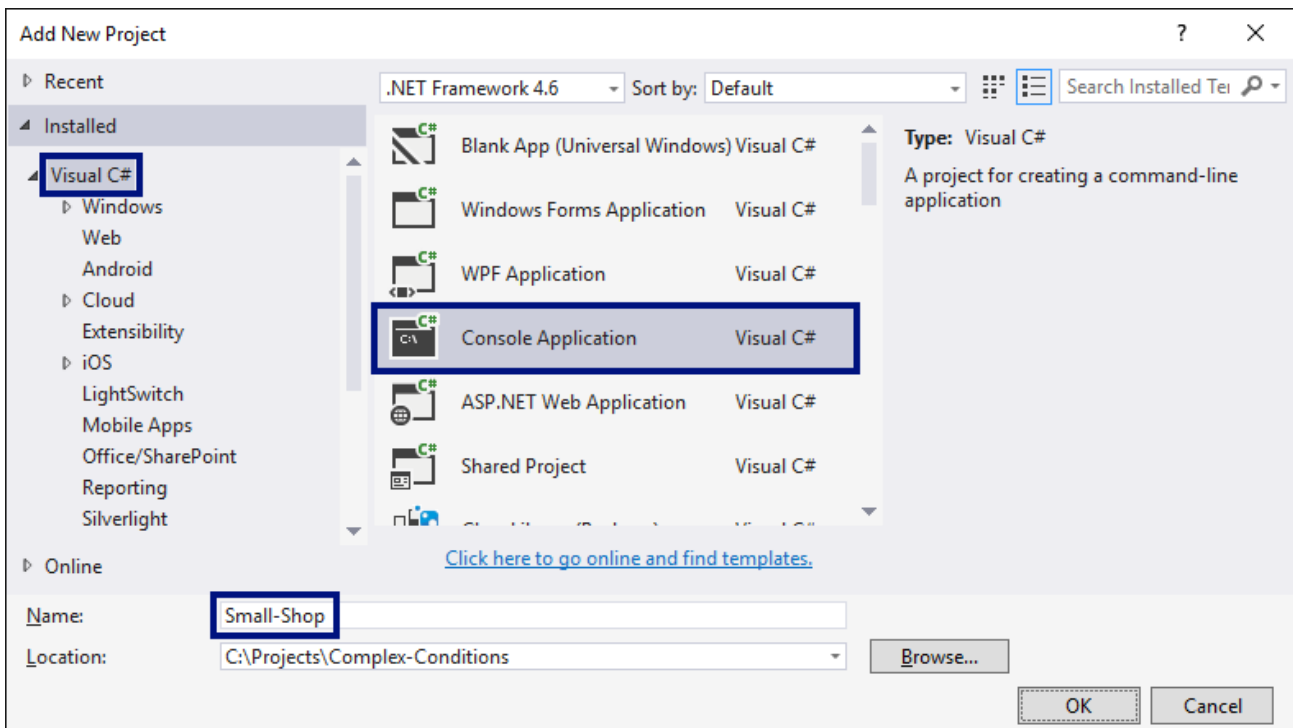 Add New Project
?
Recent
.NET Framework 4.6
Sort by:
Default
Search Installed Te
Installed
Visual C#
Windows
Web
Android
Cloud
Extensibility
iOS
LightSwitch
Mobile Apps
Office/SharePoint
Reporting
Silverlight
Online
C# Blank App (Universal Windows) Visual C#
C# Windows Forms Application Visual C#
C# WPF Application Visual C#
C# C:\ Console Application Visual C#
C# ASP.NET Web Application Visual C#
C# Shared Project Visual C#
Click here to go online and find templates.
Type: Visual C#
A project for creating a command-line
application
Name: Small-Shop
Location: C:\Projects\Complex-Conditions
Browse...
OK Cancel